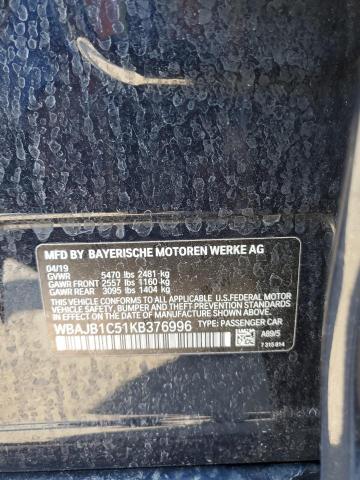 MFD BY BAYERISCHE MOTOREN WERKE AG
04/19
GVWR 5470 lbs 2481 kg
GAWR FRONT 2557 lbs 1160 kg
GAWR REAR 3095 lbs 1404 kg
THIS VEHICLE CONFORMS TO ALL APPLICABLE U.S. FEDERAL MOTOR VEHICLE
SAFETY, BUMPER, AND THEFT PREVENTION STANDARDS IN
EFFECT ON THE DATE OF MANUFACTURE SHOWN ABOVE.
WBAJB1C51KB376996 TYPE: PASSENGER CAR
A89/5
7 315 814